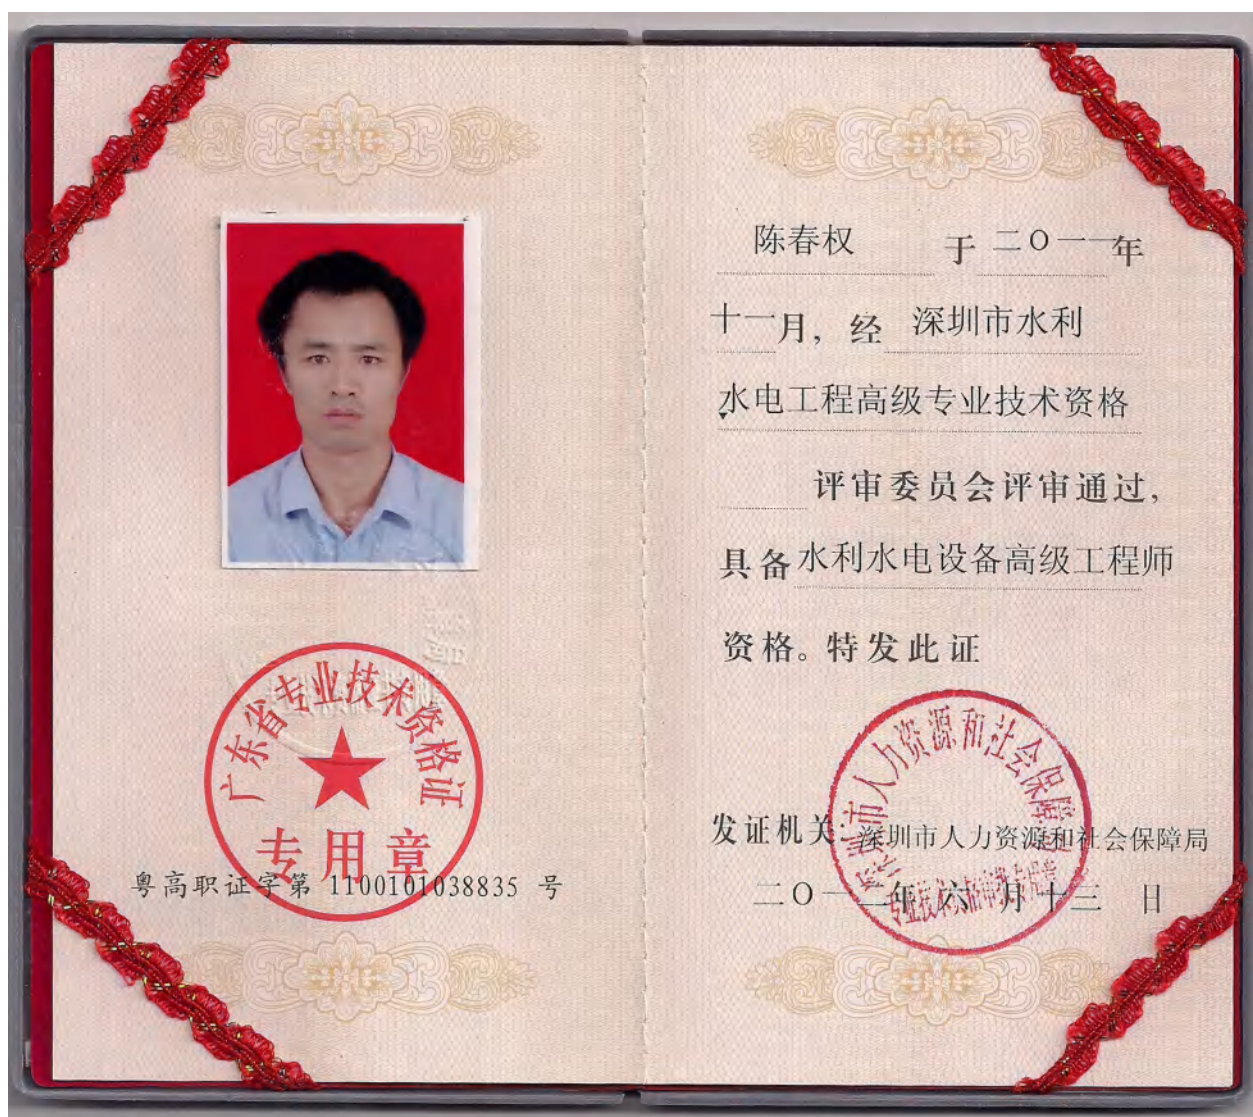 广东省专业技术资格证
专用章
粤高职证字第 1100101038835 号
陈春权 于 二O一一年
十一月，经 深圳市水利
水电工程高级专业技术资格
评审委员会评审通过，
具备 水利水电设备高级工程师
资格。特发此证
深圳市人力资源和社会保障局
发证机关：深圳市人力资源和社会保障局
二O一二年 六 月 十三 日